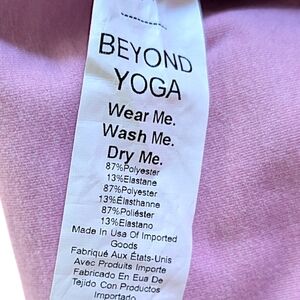 BEYOND
YOGA
Wear Me.
Wash Me.
Dry Me.
87%Polyester
13%Elastane
87%Polyester
13%Élasthanne
87%Poliéster
13%Elastano
Made In Usa Of Imported
Goods
Fabriqué Aux États-Unis
Avec Produits Importe
Fabricado En Eua De
Tejido Con Productos
Importado